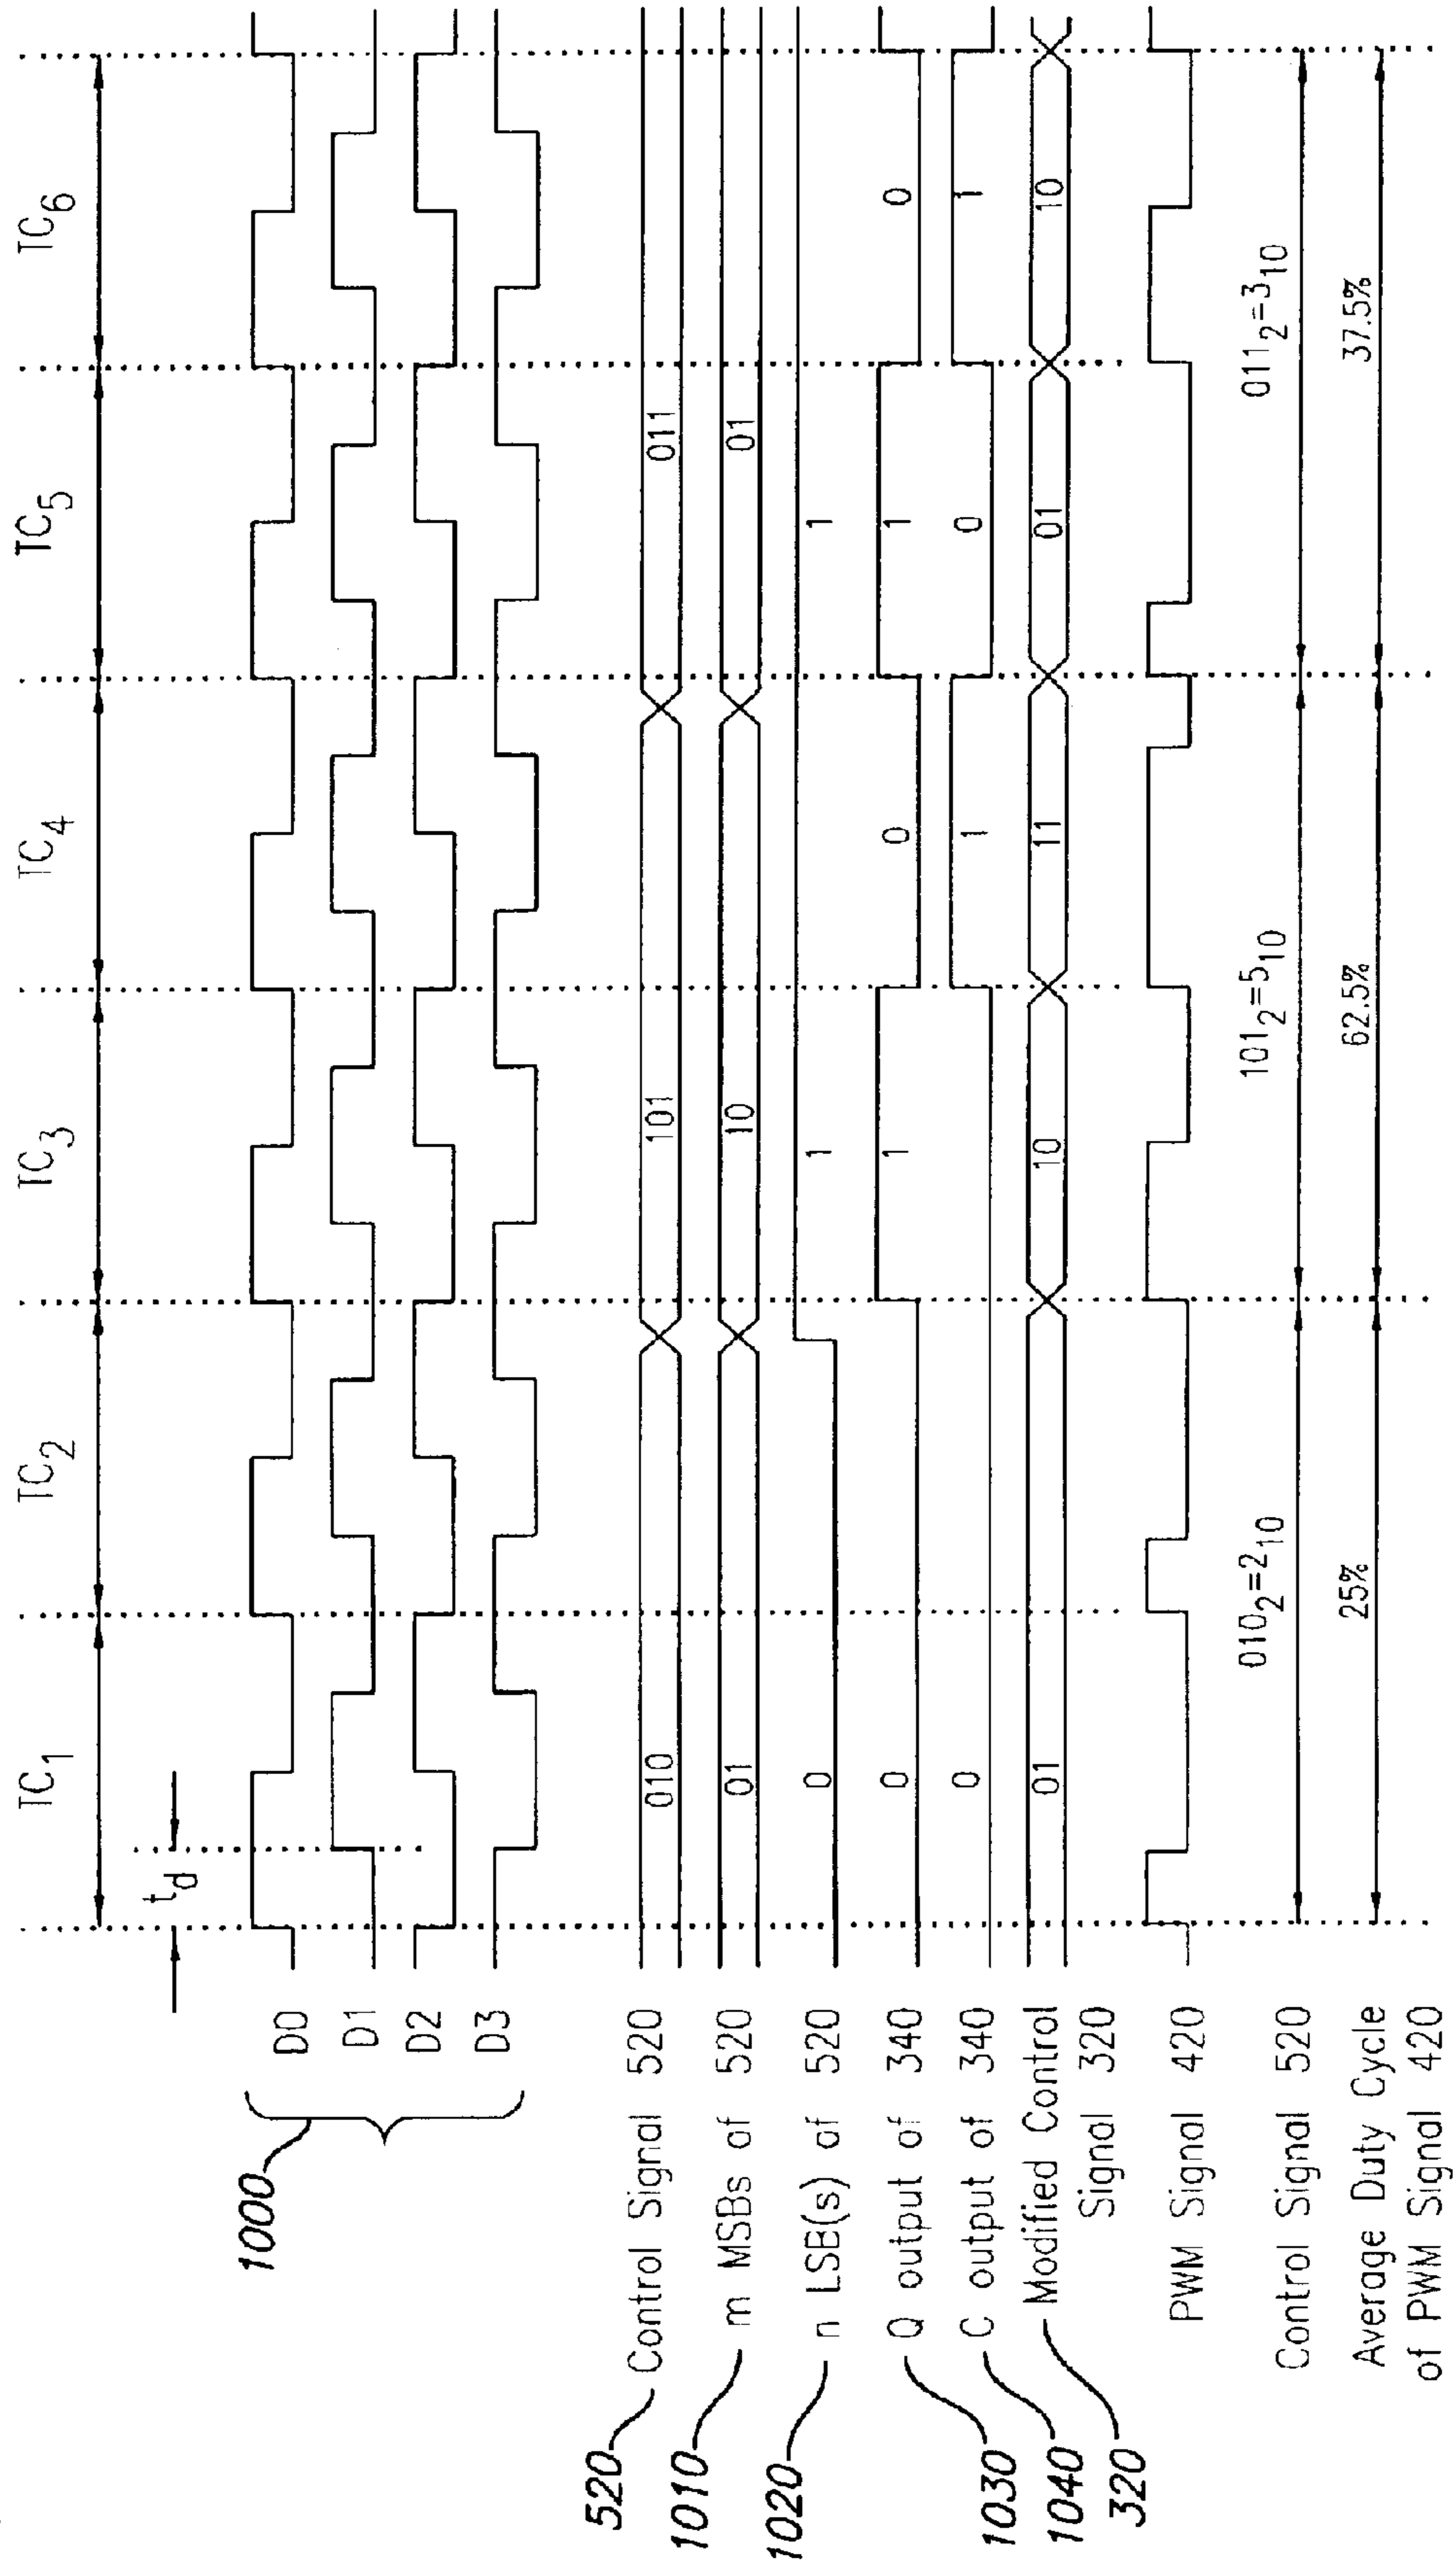 TC1 TC2 TC3 TC4 TC5 TC6
td
1000
D0
D1
D2
D3
520 Control Signal 520 010 101 011
1010 m MSBs of 520 01 10 01
1020 n LSB(s) of 520 0 1 1
1030 Q output of 340 0 1 0 1 0
1040 C output of 340 0 1 0 1
320 Modified Control 01 10 11 01 10
Signal 320
PWM Signal 420
Control Signal 520 010₂=2₁₀ 101₂=5₁₀ 011₂=3₁₀
Average Duty Cycle 25% 62.5% 37.5%
of PWM Signal 420